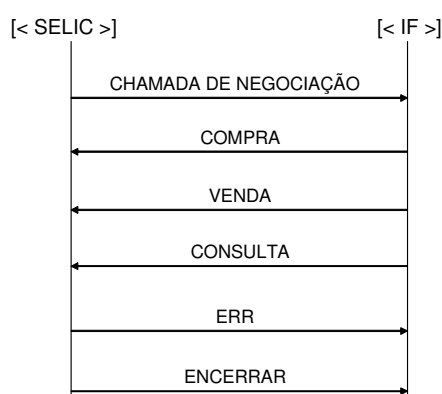 [< SELIC >] [< IF >]
CHAMADA DE NEGOCIAÇÃO
COMPRA
VENDA
CONSULTA
ERR
ENCERRAR